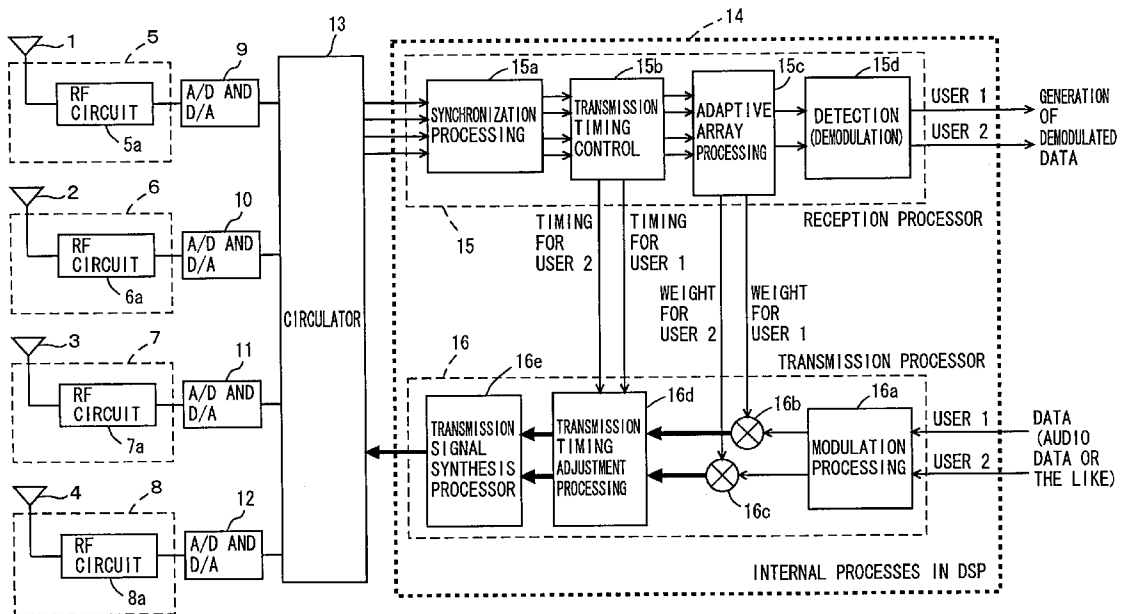 1
5
RF
CIRCUIT
5a
9
A/D AND
D/A
2
6
RF
CIRCUIT
6a
10
A/D AND
D/A
3
7
RF
CIRCUIT
7a
11
A/D AND
D/A
4
8
RF
CIRCUIT
8a
12
A/D AND
D/A
13
CIRCULATOR
14
15a
SYNCHRONIZATION
PROCESSING
15b
TRANSMISSION
TIMING
CONTROL
15c
ADAPTIVE
ARRAY
PROCESSING
15d
DETECTION
(DEMODULATION)
USER 1
USER 2
GENERATION
OF
DEMODULATED
DATA
15
RECEPTION PROCESSOR
TIMING
FOR
USER 2
TIMING
FOR
USER 1
WEIGHT
FOR
USER 2
WEIGHT
FOR
USER 1
TRANSMISSION PROCESSOR
16
16e
TRANSMISSION
SIGNAL
SYNTHESIS
PROCESSOR
16d
TRANSMISSION
TIMING
ADJUSTMENT
PROCESSING
16b
16c
16a
MODULATION
PROCESSING
USER 1
USER 2
DATA
(AUDIO
DATA OR
THE LIKE)
INTERNAL PROCESSES IN DSP